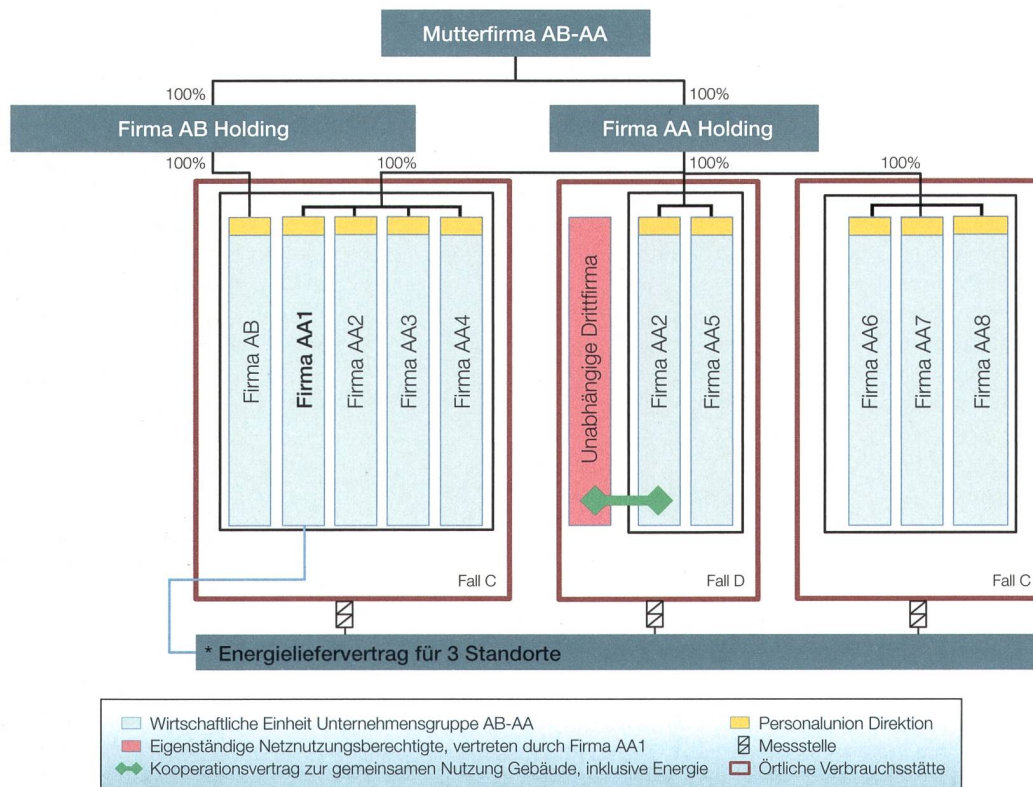 Mutterfirma AB-AA
100%
100%
Firma AB Holding
Firma AA Holding
100%
100%
100%
100%
Firma AB
Firma AA1
Firma AA2
Firma AA3
Firma AA4
Unabhängige Drittfirma
Firma AA2
Firma AA5
Firma AA6
Firma AA7
Firma AA8
Fall C
Fall D
Fall C
* Energieliefervertrag für 3 Standorte
Wirtschaftliche Einheit Unternehmensgruppe AB-AA
Personalunion Direktion
Eigenständige Netznutzungsberechtigte, vertreten durch Firma AA1
Messstelle
Kooperationsvertrag zur gemeinsamen Nutzung Gebäude, inklusive Energie
Örtliche Verbrauchsstätte